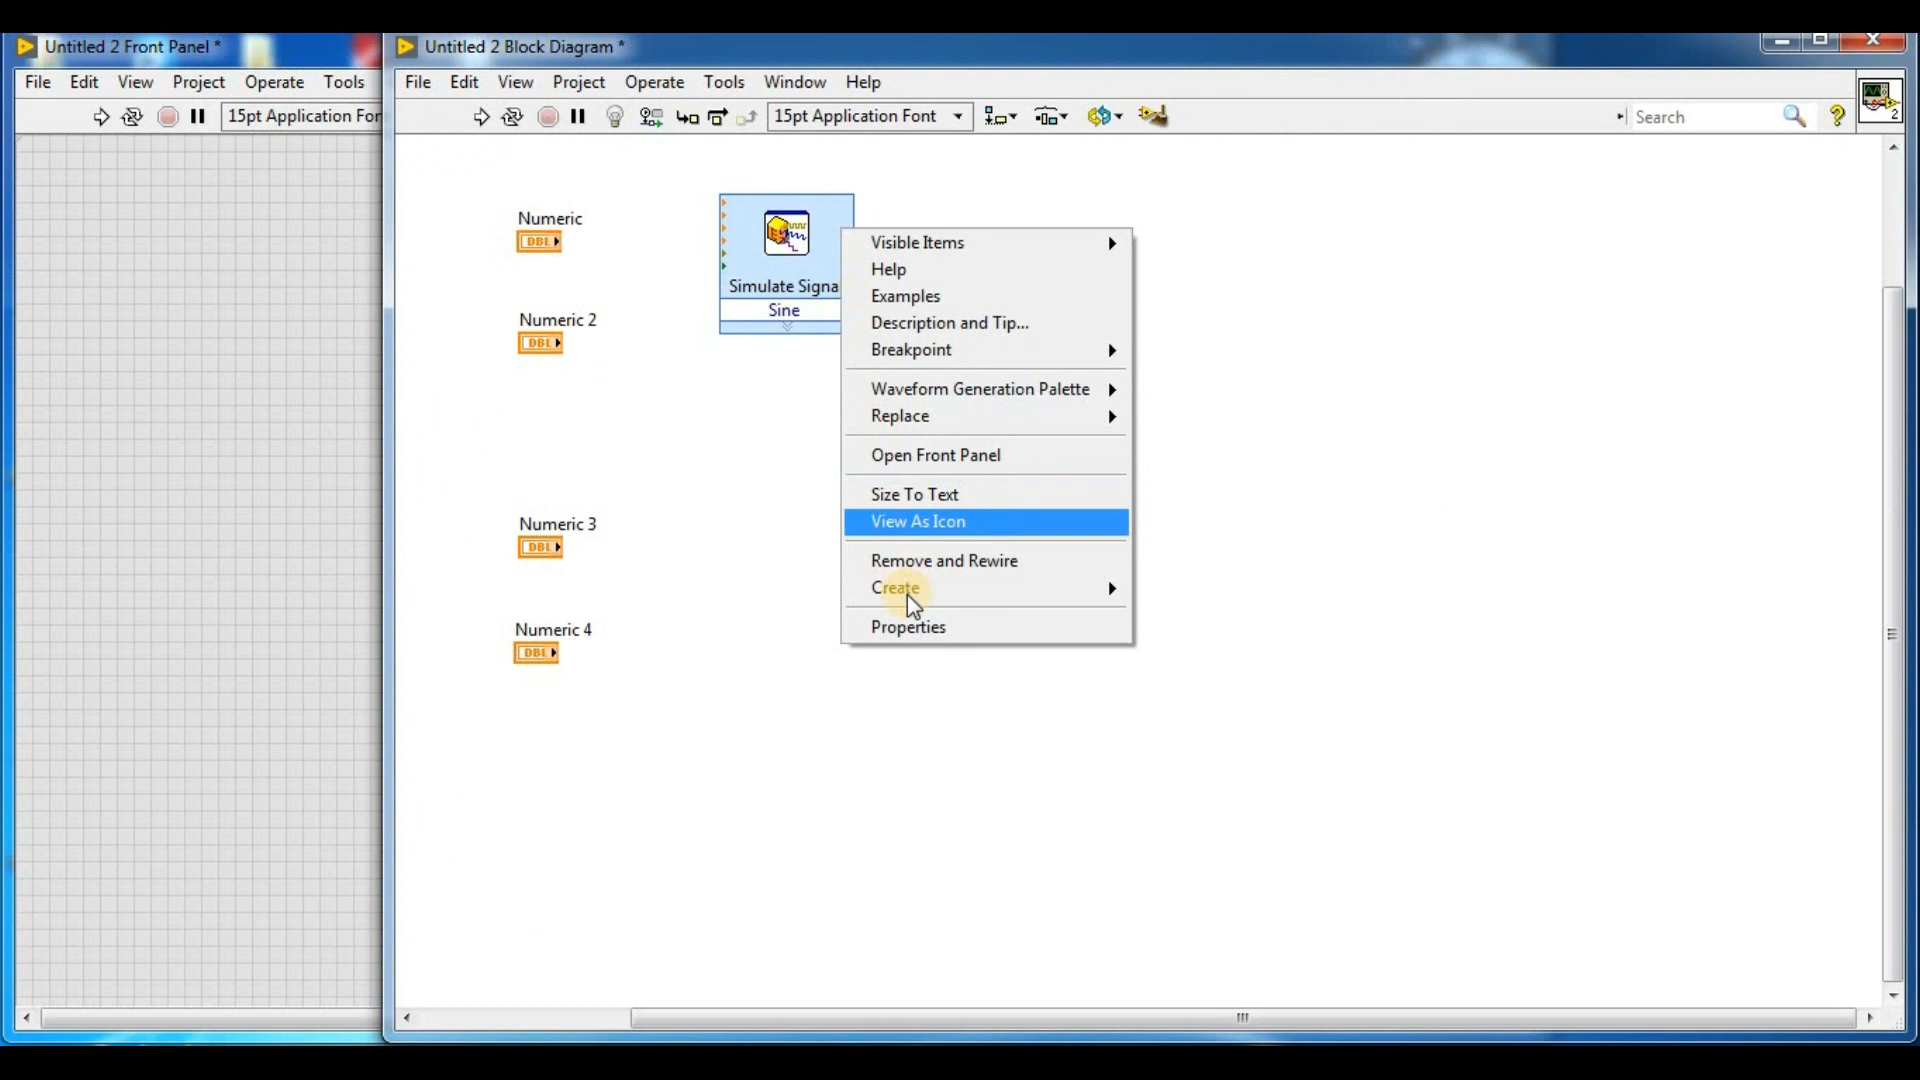 Untitled 2 Front Panel *
File Edit View Project Operate Tools
15pt Application Fon
Untitled 2 Block Diagram *
File Edit View Project Operate Tools Window Help
15pt Application Font
Search
2
Numeric
DBL
Numeric 2
DBL
Numeric 3
DBL
Numeric 4
DBL
Simulate Signa
Sine
Visible Items
Help
Examples
Description and Tip...
Breakpoint
Waveform Generation Palette
Replace
Open Front Panel
Size To Text
View As Icon
Remove and Rewire
Create
Properties